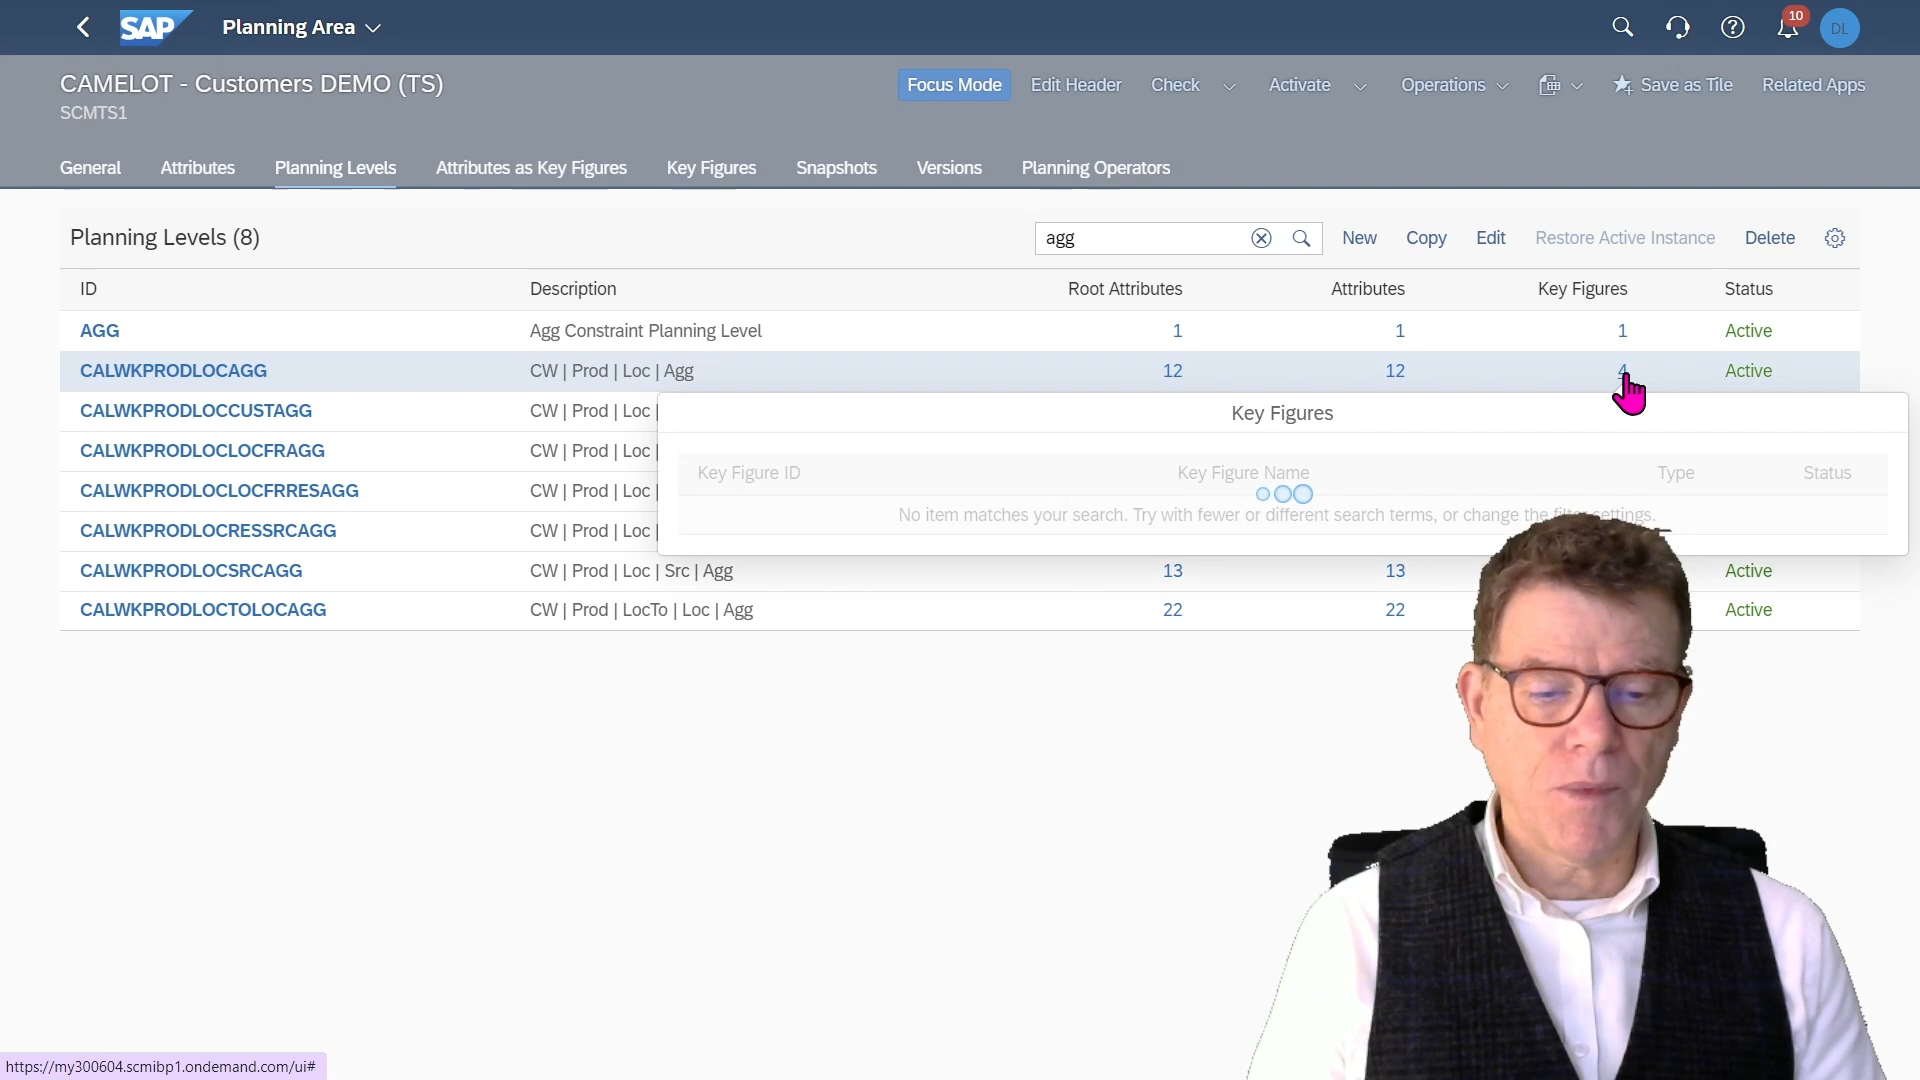 SAP Planning Area 10 DL
CAMELOT - Customers DEMO (TS)
SCMTS1
Focus Mode Edit Header Check Activate Operations Save as Tile Related Apps
General Attributes Planning Levels Attributes as Key Figures Key Figures Snapshots Versions Planning Operators
Planning Levels (8) agg New Copy Edit Restore Active Instance Delete
ID Description Root Attributes Attributes Key Figures Status
AGG Agg Constraint Planning Level 1 1 1 Active
CALWKPRODLOCAGG CW | Prod | Loc | Agg 12 12 4 Active
CALWKPRODLOCCUSTAGG CW | Prod | Loc |
Key Figures
CALWKPRODLOCLOCFRAGG CW | Prod | Loc |
Key Figure ID Key Figure Name Type Status
CALWKPRODLOCLOCFRRESAGG CW | Prod | Loc |
No item matches your search. Try with fewer or different search terms, or change the filter settings.
CALWKPRODLOCRESSRCAGG CW | Prod | Loc |
CALWKPRODLOCSRCAGG CW | Prod | Loc | Src | Agg 13 13 Active
CALWKPRODLOCTOLOCAGG CW | Prod | LocTo | Loc | Agg 22 22 Active
https://my300604.scmibp1.ondemand.com/ui#